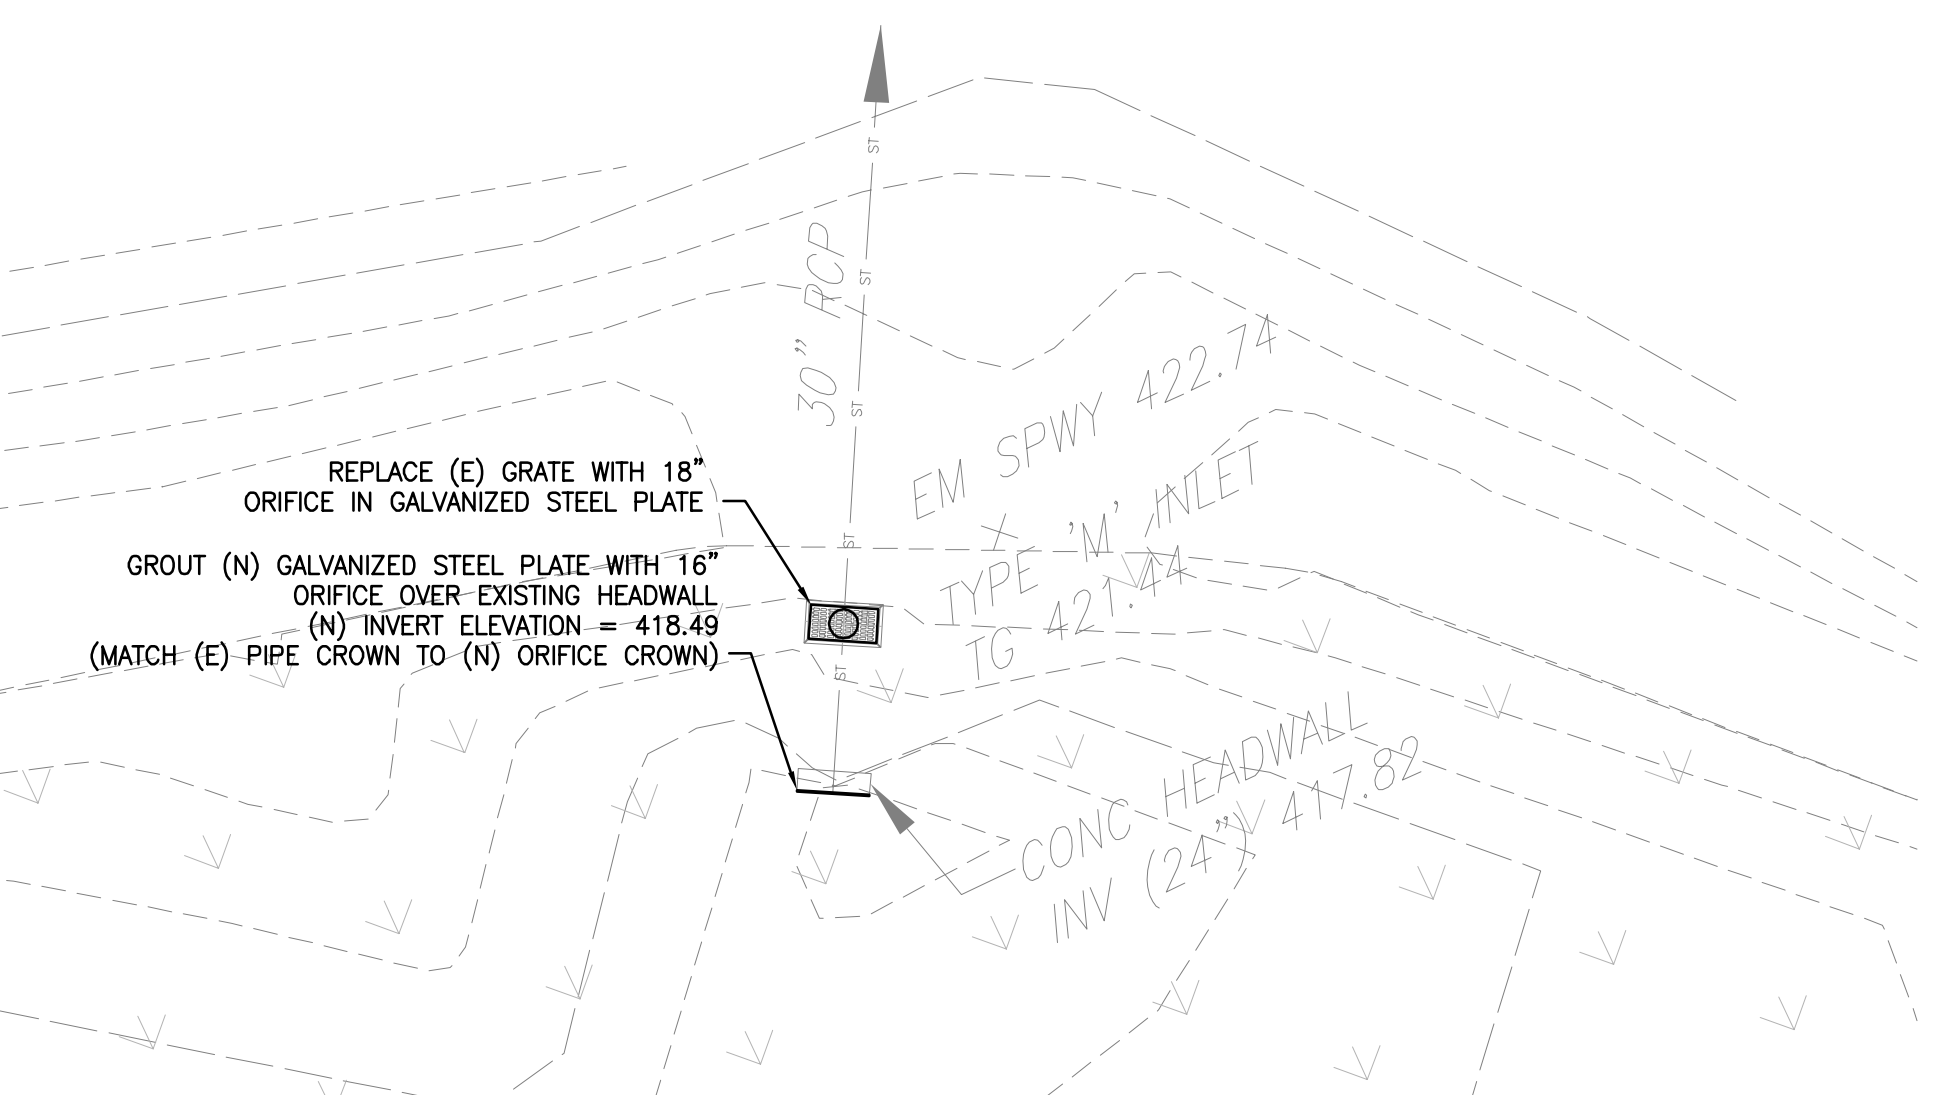 ST
30" RCP
ST
EM SPWY 422.74
ST
TYPE 'M' INLET
TG 421.44
REPLACE (E) GRATE WITH 18"
ORIFICE IN GALVANIZED STEEL PLATE
ST
GROUT (N) GALVANIZED STEEL PLATE WITH 16"
ORIFICE OVER EXISTING HEADWALL
(N) INVERT ELEVATION = 418.49
(MATCH (E) PIPE CROWN TO (N) ORIFICE CROWN)
ST
CONC HEADWALL
INV (24") 417.82